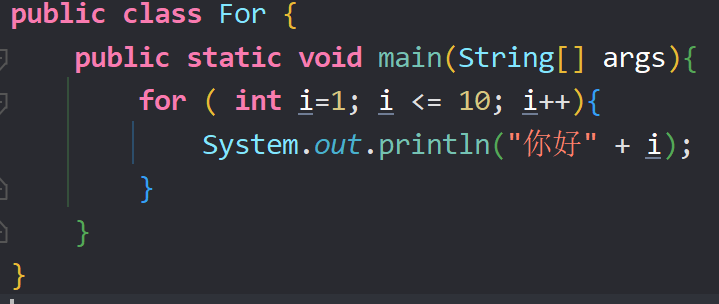 public class For {
public static void main(String[] args){
for ( int i=1; i <= 10; i++){
System.out.println("你好" + i);
}
}
}